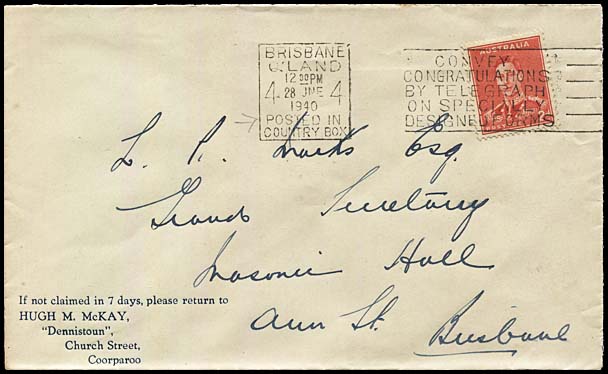 BRISBANE
Q'LAND
12 30 PM
4 28 JNE 4
1940
POSTED IN
COUNTRY BOX
CONVEY
CONGRATULATIONS
BY TELEGRAPH
ON SPECIALLY
DESIGNED FORMS
AUSTRALIA
Esq.
Grand Secretary
Masonic Hall
Ann St. Brisbane
If not claimed in 7 days, please return to
HUGH M. McKAY,
"Dennistoun",
Church Street,
Coorparoo